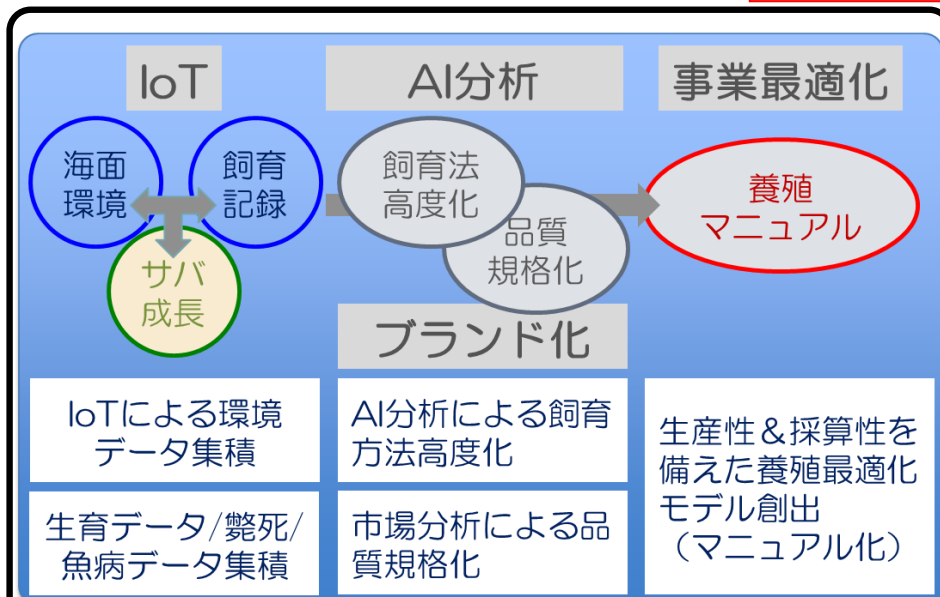 IoT
AI分析
事業最適化
海面
環境
飼育
記録
サバ
成長
飼育法
高度化
品質
規格化
養殖
マニュアル
ブランド化
IoTによる環境
データ集積
生育データ/斃死/
魚病データ集積
AI分析による飼育
方法高度化
市場分析による品
質規格化
生産性＆採算性を
備えた養殖最適化
モデル創出
（マニュアル化）